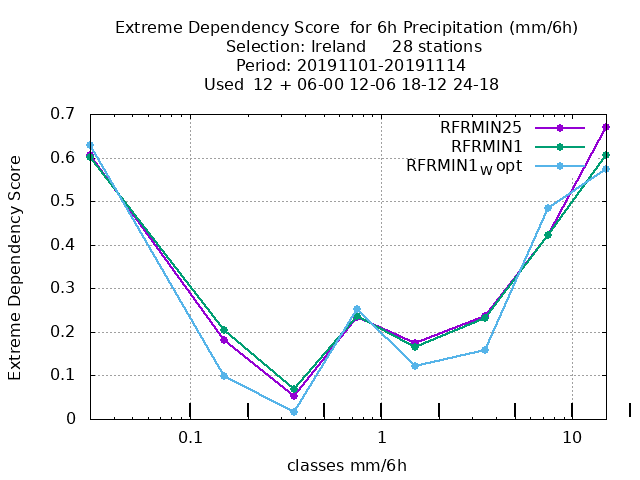 Extreme Dependency Score  for 6h Precipitation (mm/6h)
Selection: Ireland     28 stations
Period: 20191101-20191114
Used  12 + 06-00 12-06 18-12 24-18
RFRMIN25
RFRMIN1
RFRMIN1W opt
Extreme Dependency Score
0.7
0.6
0.5
0.4
0.3
0.2
0.1
0
0.1 1 10
classes mm/6h